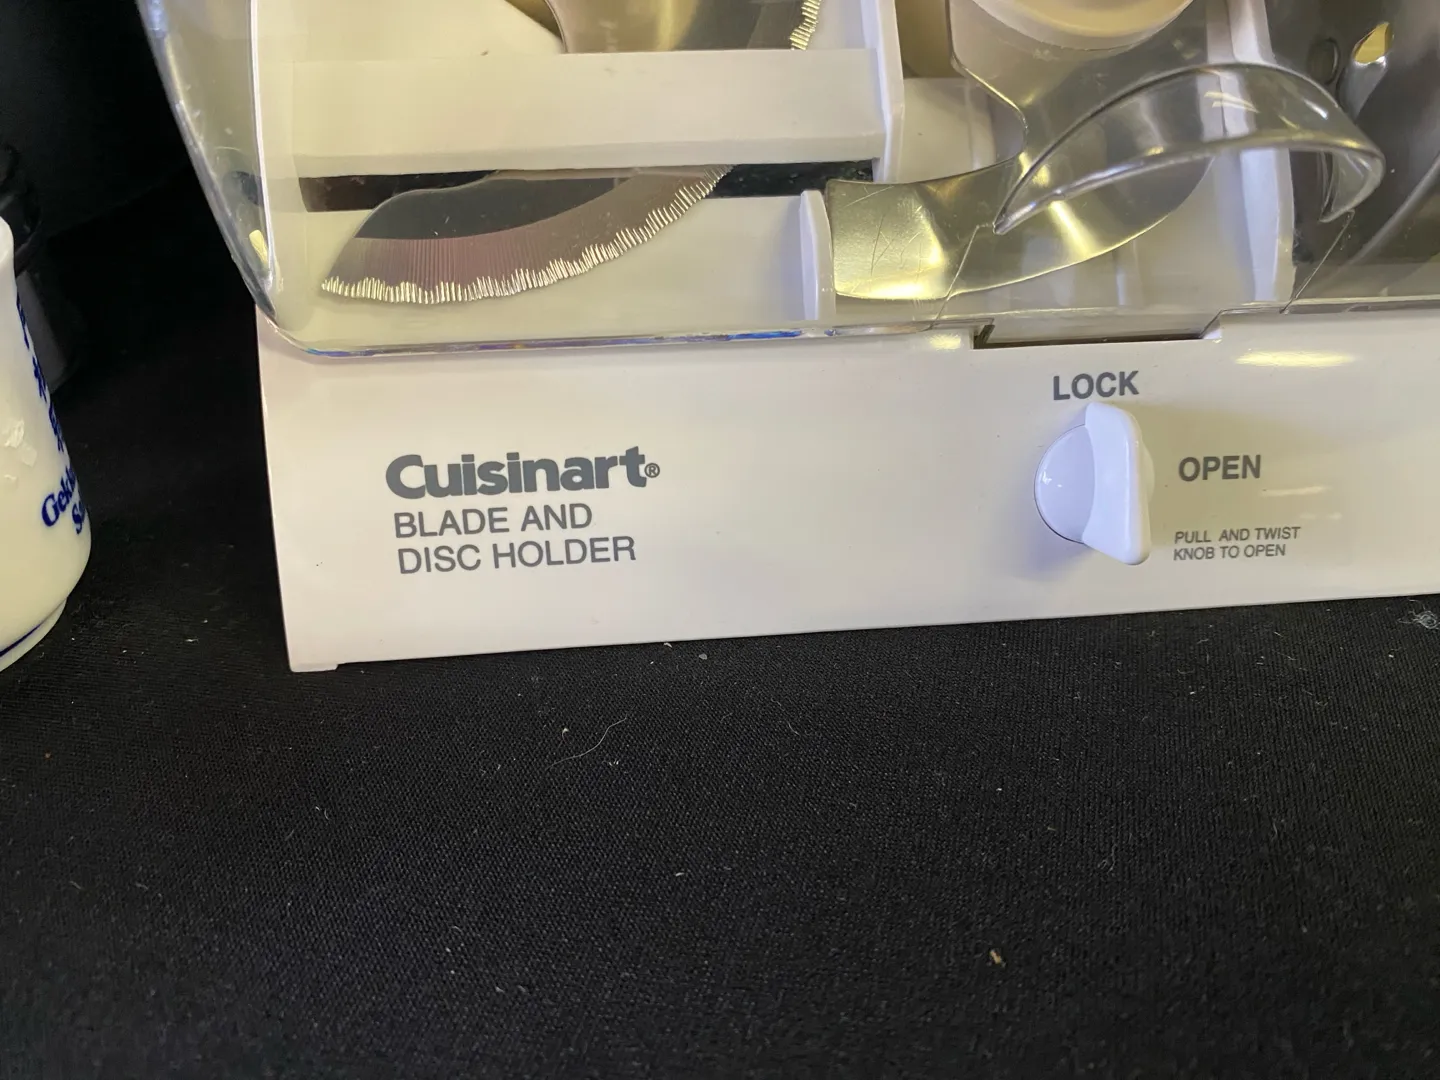 Cuisinart®
BLADE AND
DISC HOLDER
LOCK
OPEN
PULL AND TWIST
KNOB TO OPEN